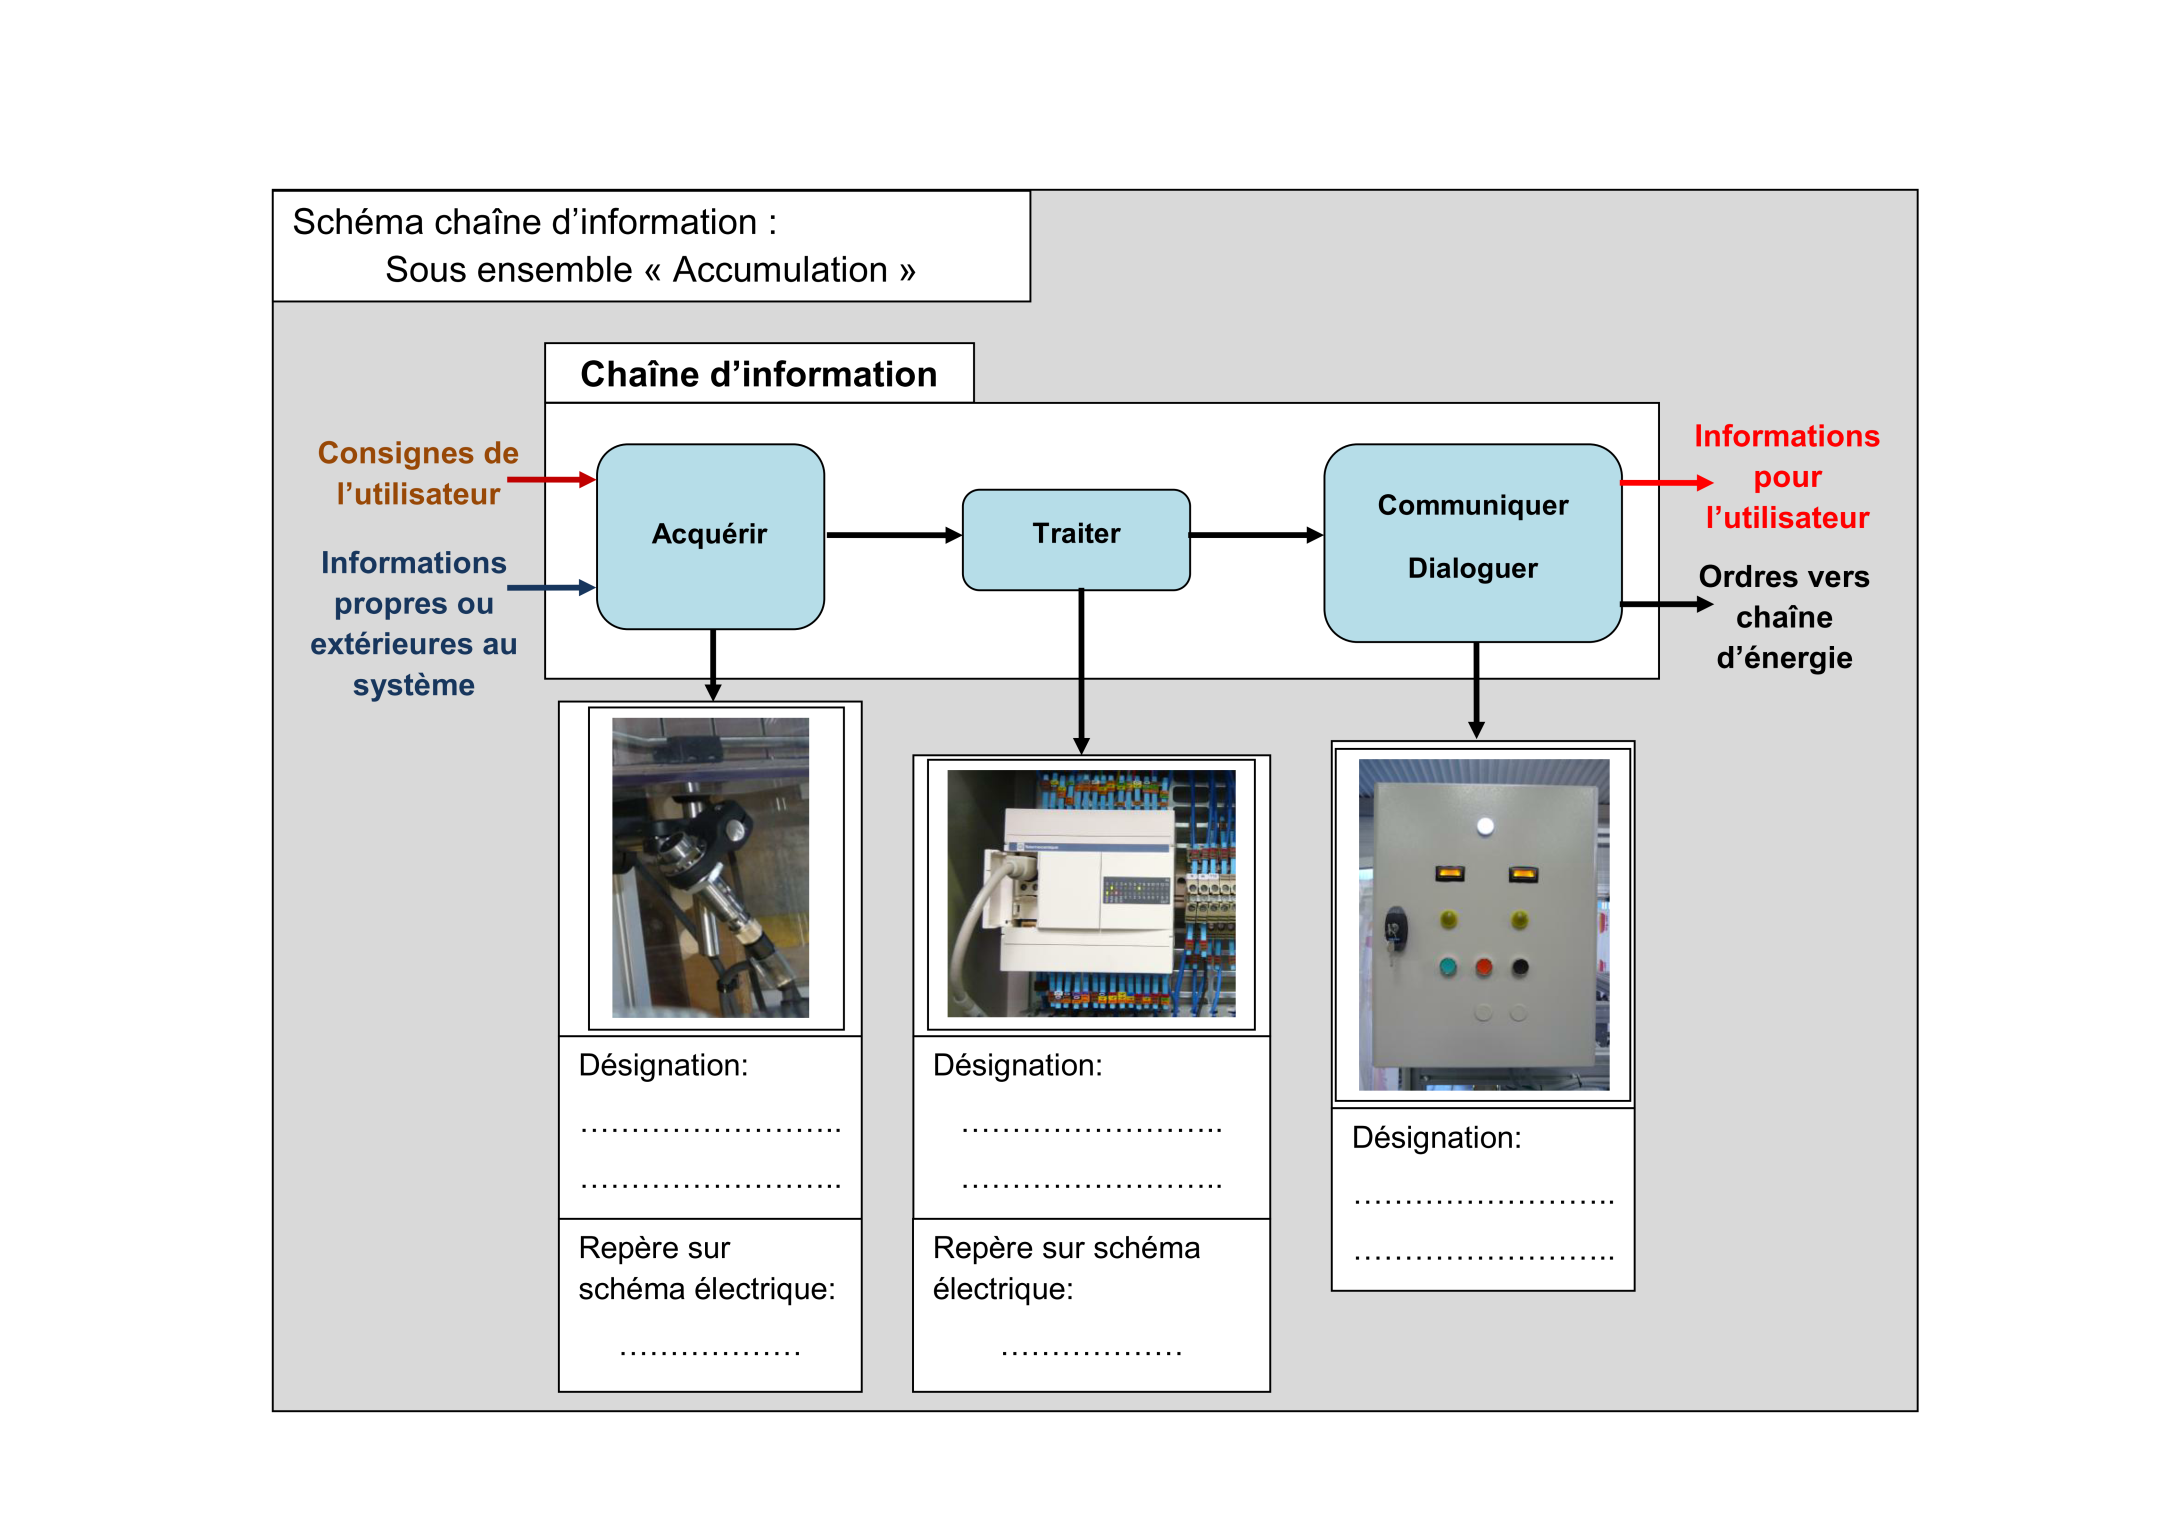 Schéma chaîne d’information :
Sous ensemble « Accumulation »
Chaîne d’information
Consignes de
l’utilisateur
Informations
propres ou
extérieures au
système
Acquérir
Traiter
Communiquer
Dialoguer
Informations
pour
l’utilisateur
Ordres vers
chaîne
d’énergie
Désignation:
……………………..
……………………..
Repère sur
schéma électrique:
………………
Désignation:
……………………..
……………………..
Repère sur schéma
électrique:
………………
Désignation:
……………………..
……………………..